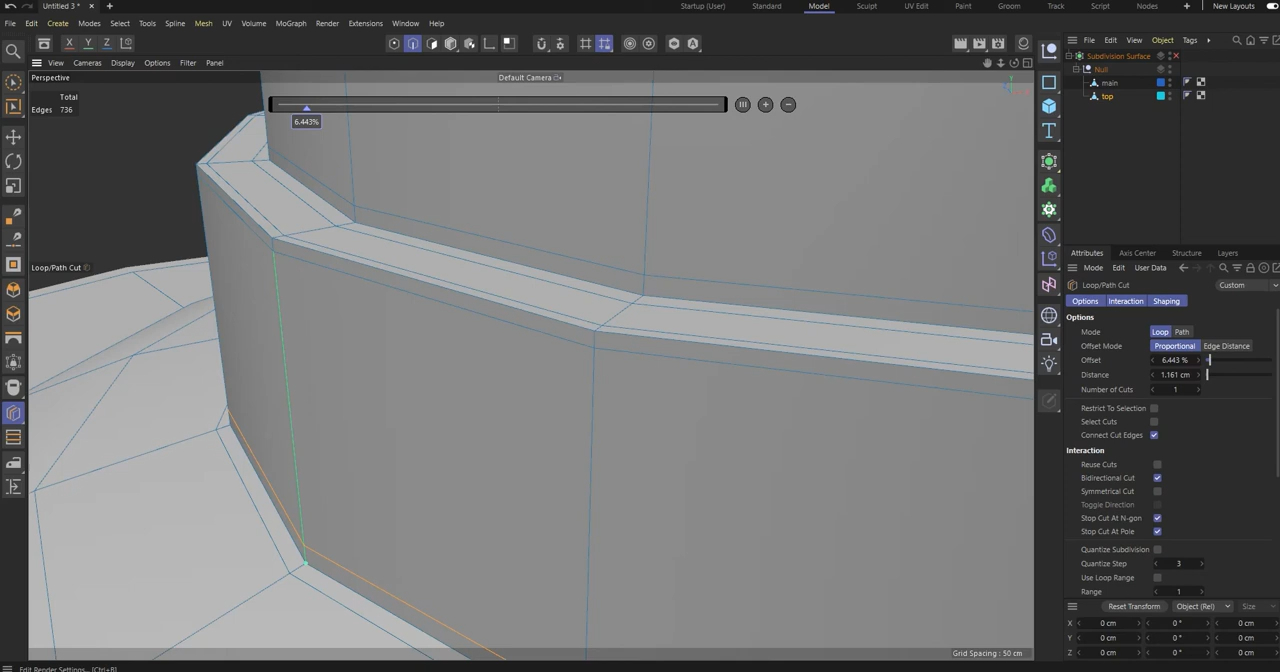 Untitled 3 *
Startup (User)
Standard
Model
Sculpt
UV Edit
Paint
Groom
Track
Script
Nodes
New Layouts
File
Edit
Create
Modes
Select
Tools
Spline
Mesh
UV
Volume
MoGraph
Render
Extensions
Window
Help
X
Y
Z
File
Edit
Object
Tags
View
Cameras
Display
Options
Filter
Panel
Subdivision Surface
Null
main
top
Perspective
Default Camera
Total
Edges 736
6.443%
Loop/Path Cut
Attributes
Axis Center
Structure
Layers
Mode
Edit
User Data
Loop/Path Cut
Custom
Options
Interaction
Shaping
Options
Mode
Loop
Path
Offset Mode
Proportional
Edge Distance
Offset
6.443 %
Distance
1.161 cm
Number of Cuts
1
Restrict To Selection
Select Cuts
Connect Cut Edges
Interaction
Reuse Cuts
Bidirectional Cut
Symmetrical Cut
Toggle Direction
Stop Cut At N-gon
Stop Cut At Pole
Quantize Subdivision
Quantize Step
3
Use Loop Range
Range
1
Reset Transform
Object (Rel)
Size
X
0 cm
0 °
0 cm
Y
0 cm
0 °
0 cm
Z
0 cm
0 °
0 cm
Grid Spacing : 50 cm
Edit Render Settings... [Ctrl+B]